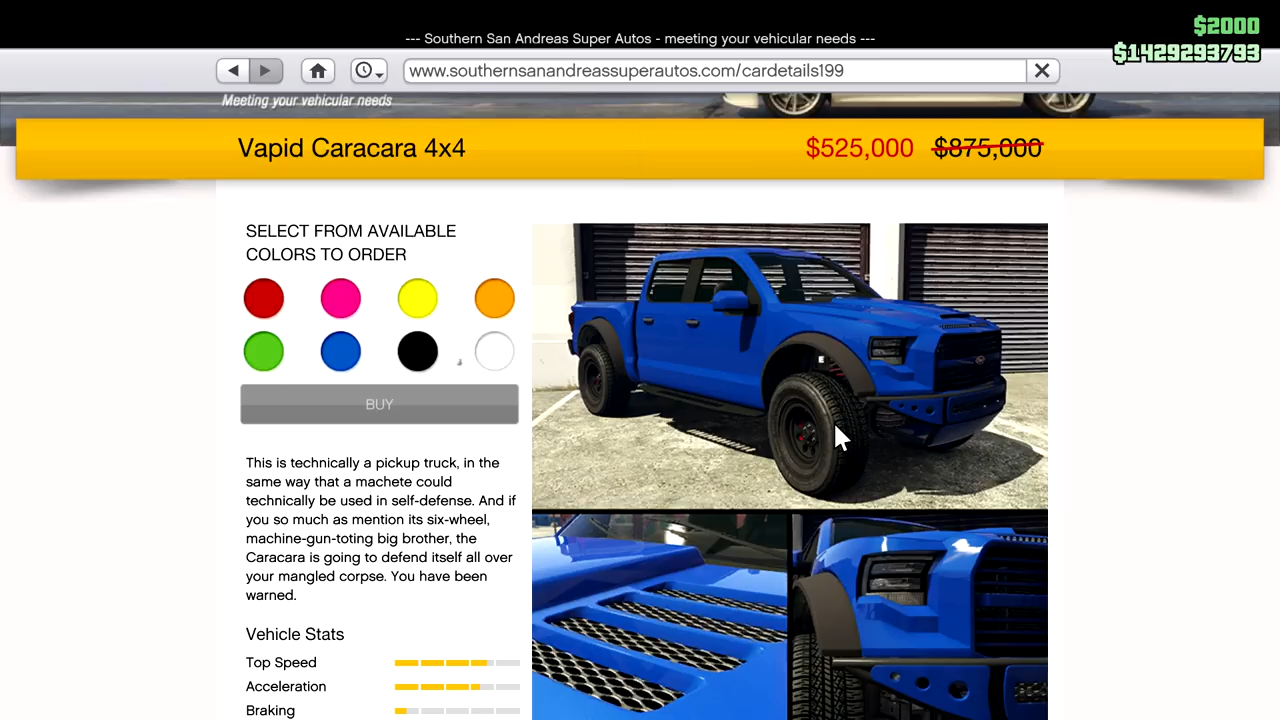 $2000
--- Southern San Andreas Super Autos - meeting your vehicular needs ---
$1429293793
www.southernsanandreassuperautos.com/cardetails199
Meeting your vehicular needs
Vapid Caracara 4x4
$525,000 $875,000
SELECT FROM AVAILABLE
COLORS TO ORDER
BUY
This is technically a pickup truck, in the
same way that a machete could
technically be used in self-defense. And if
you so much as mention its six-wheel,
machine-gun-toting big brother, the
Caracara is going to defend itself all over
your mangled corpse. You have been
warned.
Vehicle Stats
Top Speed
Acceleration
Braking